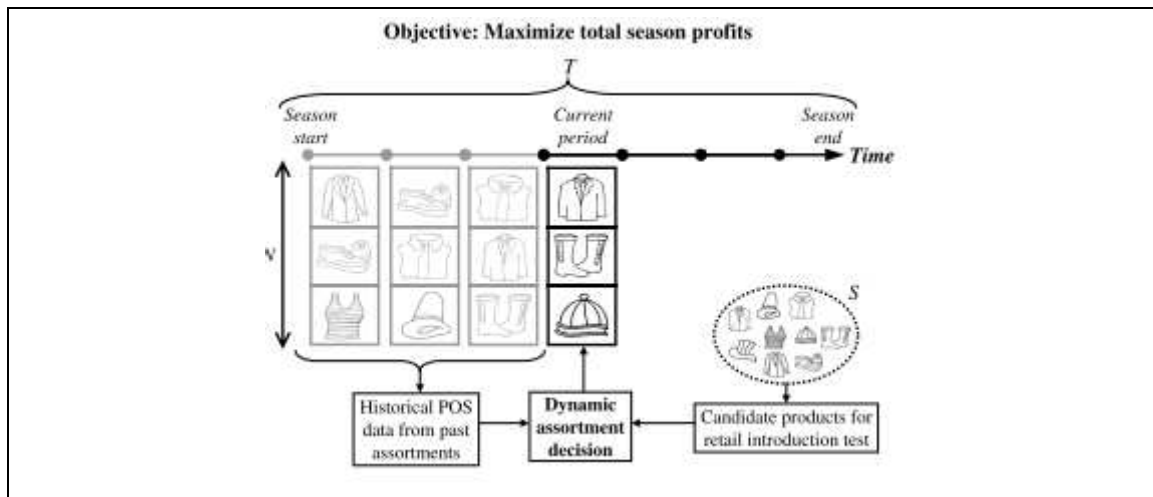 Objective: Maximize total season profits
T
Season
start
Current
period
Season
end
Time
S
Historical POS
data from past
assortments
Dynamic
assortment
decision
Candidate products for
retail introduction test